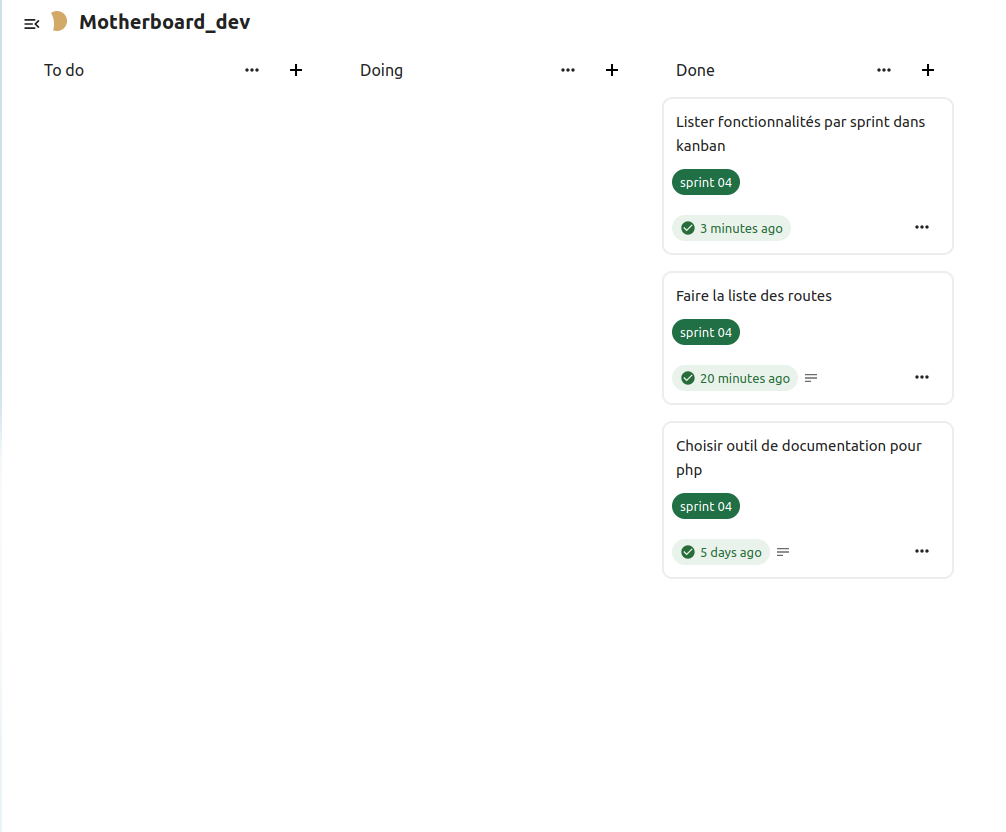 Motherboard_dev
To do
Doing
Done
Lister fonctionnalités par sprint dans
kanban
sprint 04
3 minutes ago
Faire la liste des routes
sprint 04
20 minutes ago
Choisir outil de documentation pour
php
sprint 04
5 days ago